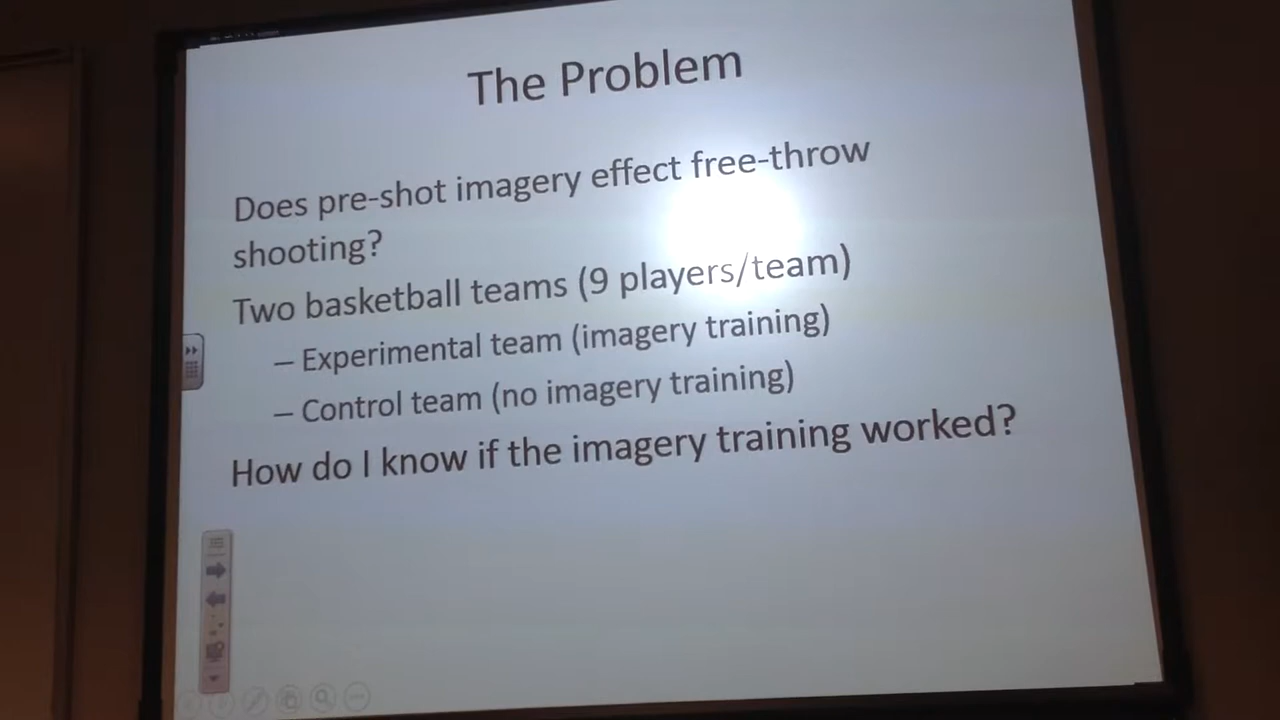 The Problem
Does pre-shot imagery effect free-throw
shooting?
Two basketball teams (9 players/team)
– Experimental team (imagery training)
– Control team (no imagery training)
How do I know if the imagery training worked?